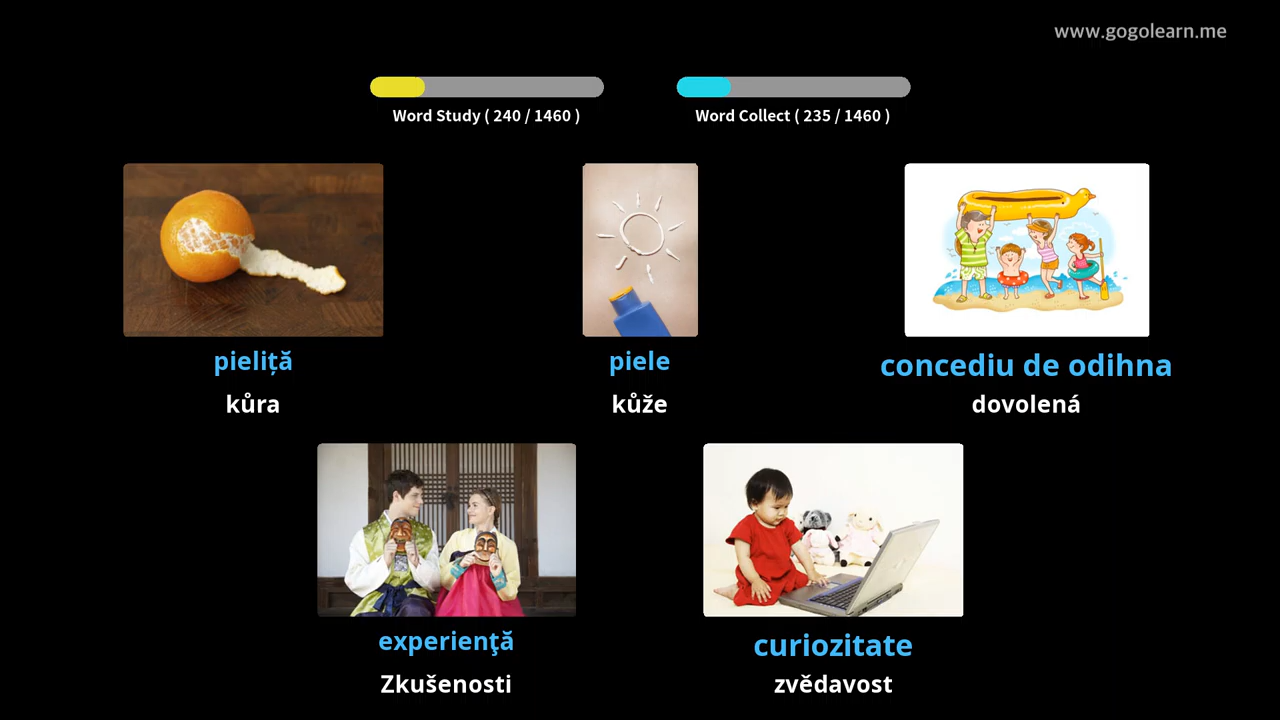 www.gogolearn.me
Word Study ( 240 / 1460 )
Word Collect ( 235 / 1460 )
pieliță
piele
concediu de odihna
kůra
kůže
dovolená
experienţă
curiozitate
Zkušenosti
zvědavost